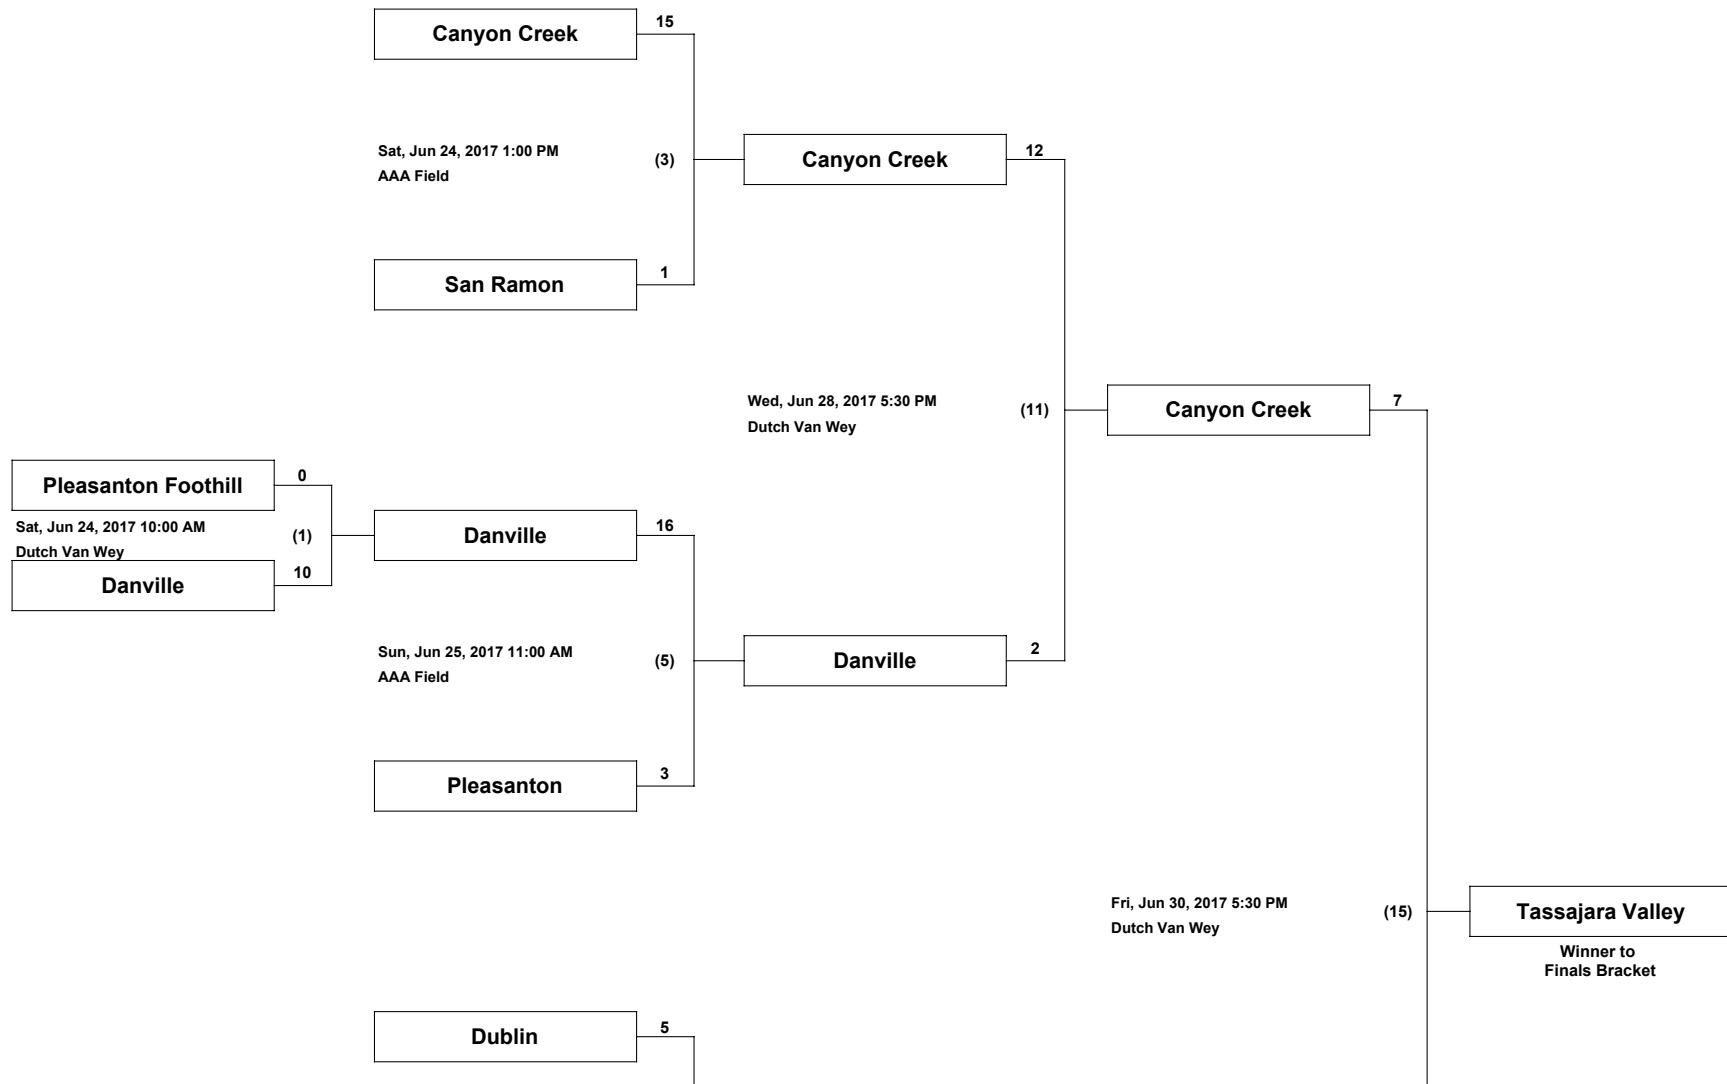 Canyon Creek
15
Sat, Jun 24, 2017 1:00 PM
AAA Field
(3)
San Ramon
1
Canyon Creek
12
Wed, Jun 28, 2017 5:30 PM
Dutch Van Wey
(11)
Canyon Creek
7
Pleasanton Foothill
0
Sat, Jun 24, 2017 10:00 AM
Dutch Van Wey
(1)
Danville
10
Danville
16
Sun, Jun 25, 2017 11:00 AM
AAA Field
(5)
Pleasanton
3
Danville
2
Fri, Jun 30, 2017 5:30 PM
Dutch Van Wey
(15)
Tassajara Valley
Winner to
Finals Bracket
Dublin
5